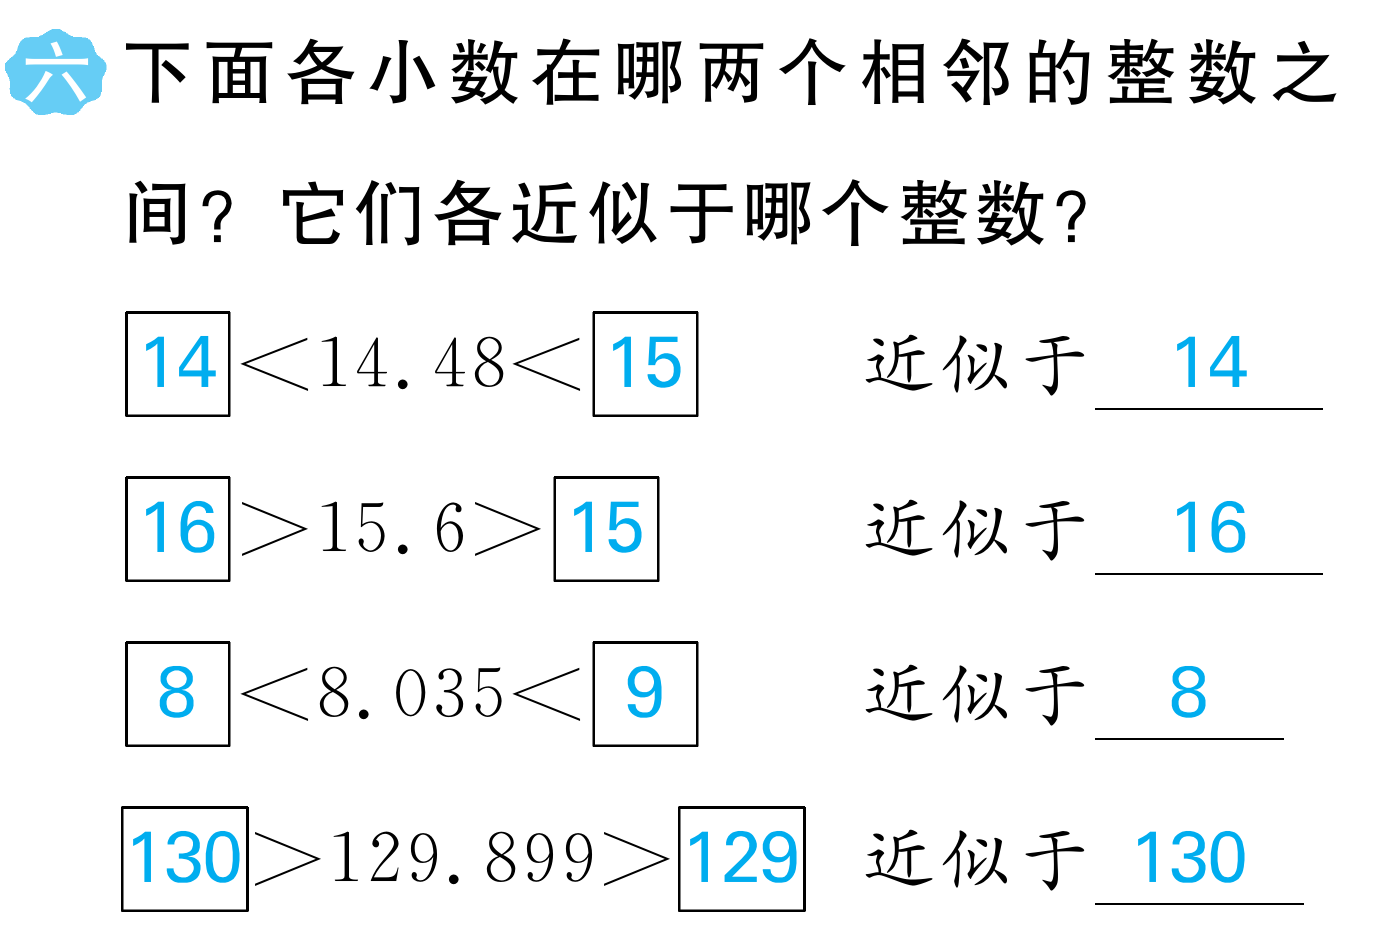 六 下面各小数在哪两个相邻的整数之
间？它们各近似于哪个整数？
14<14.48<15 近似于 14
16>15.6>15 近似于 16
8<8.035<9 近似于 8
130>129.899>129 近似于 130